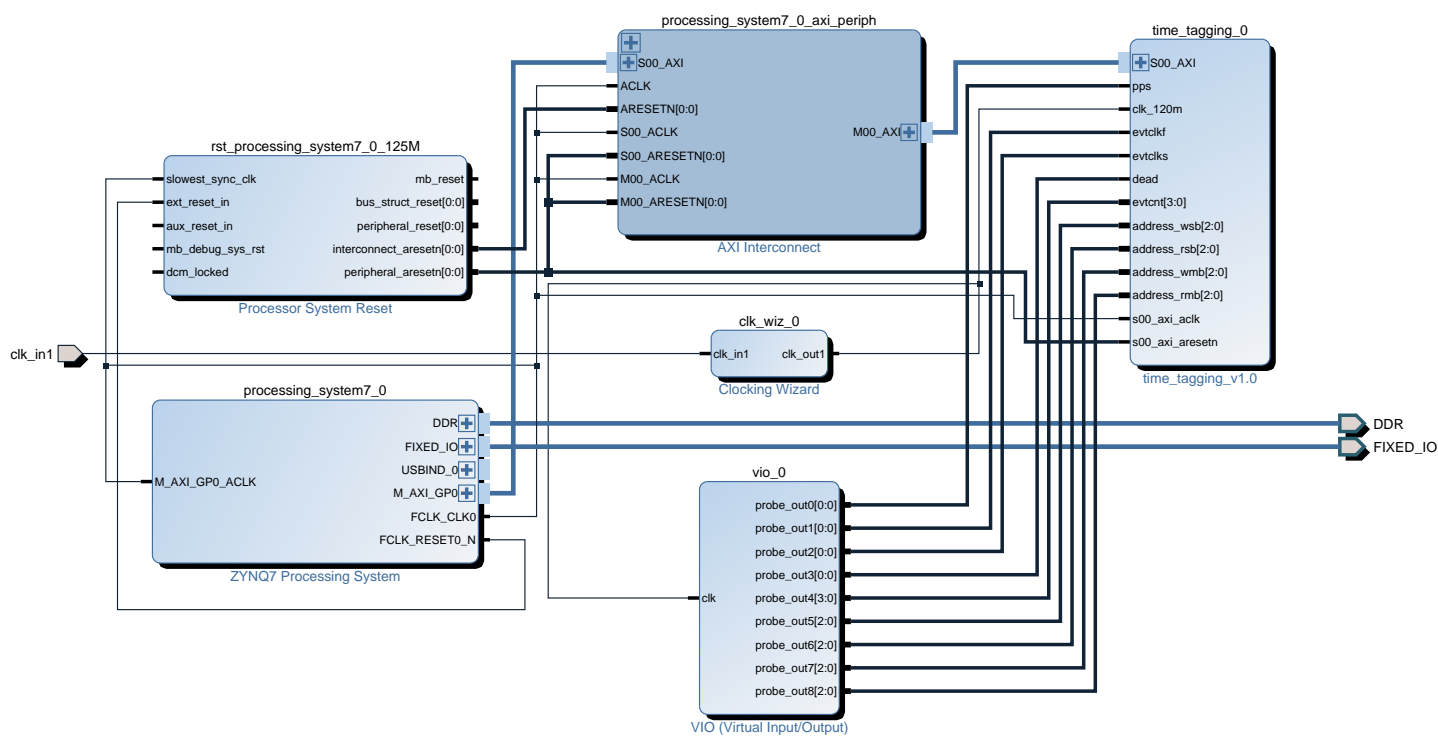 processing_system7_0_axi_periph
S00_AXI
ACLK
ARESETN[0:0]
S00_ACLK
S00_ARESETN[0:0]
M00_ACLK
M00_ARESETN[0:0]
M00_AXI
AXI Interconnect
time_tagging_0
S00_AXI
pps
clk_120m
evtclkf
evtclks
dead
evtcnt[3:0]
address_wsb[2:0]
address_rsb[2:0]
address_wmb[2:0]
address_rmb[2:0]
s00_axi_aclk
s00_axi_aresetn
time_tagging_v1.0
rst_processing_system7_0_125M
slowest_sync_clk
ext_reset_in
aux_reset_in
mb_debug_sys_rst
dcm_locked
mb_reset
bus_struct_reset[0:0]
peripheral_reset[0:0]
interconnect_aresetn[0:0]
peripheral_aresetn[0:0]
Processor System Reset
clk_in1
clk_wiz_0
clk_in1
clk_out1
Clocking Wizard
processing_system7_0
M_AXI_GP0_ACLK
DDR
FIXED_IO
USBIND_0
M_AXI_GP0
FCLK_CLK0
FCLK_RESET0_N
ZYNQ7 Processing System
DDR
FIXED_IO
vio_0
clk
probe_out0[0:0]
probe_out1[0:0]
probe_out2[0:0]
probe_out3[0:0]
probe_out4[3:0]
probe_out5[2:0]
probe_out6[2:0]
probe_out7[2:0]
probe_out8[2:0]
VIO (Virtual Input/Output)